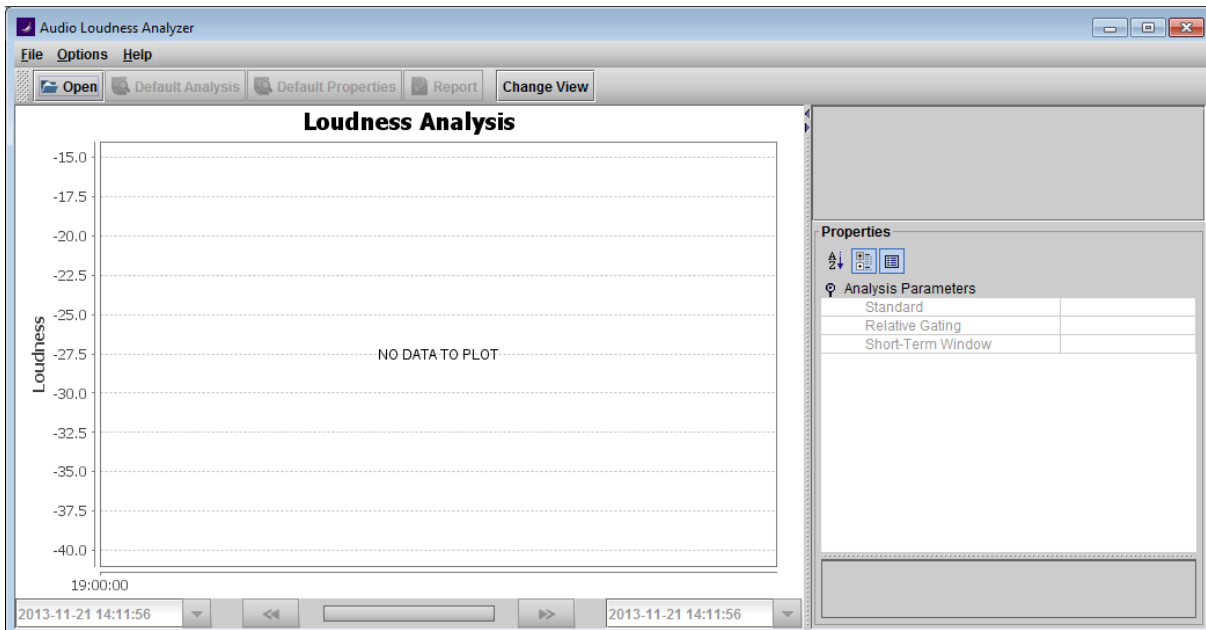 Audio Loudness Analyzer
File Options Help
Open Default Analysis Default Properties Report Change View
Loudness Analysis
-15.0
-17.5
-20.0
-22.5
-25.0
-27.5
-30.0
-32.5
-35.0
-37.5
-40.0
Loudness
NO DATA TO PLOT
19:00:00
2013-11-21 14:11:56
2013-11-21 14:11:56
Properties
A
Z
Analysis Parameters
Standard
Relative Gating
Short-Term Window